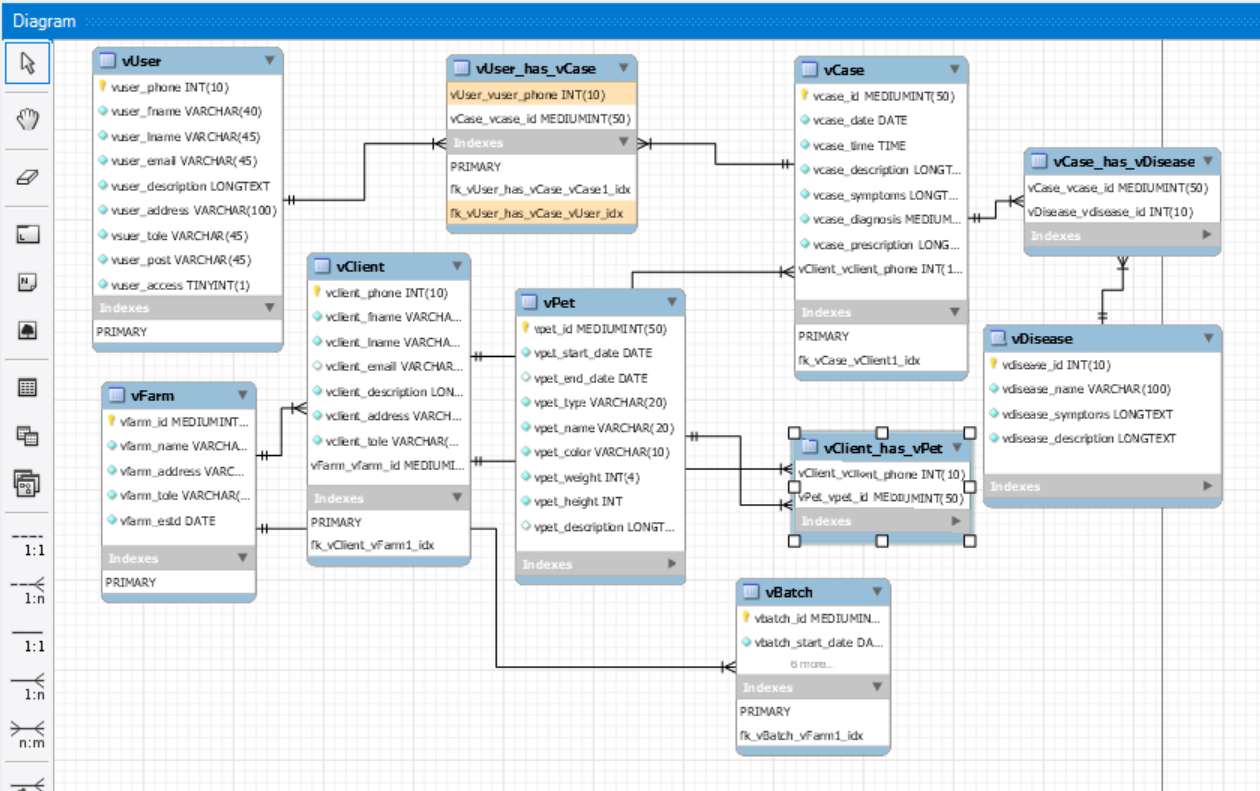 Diagram
vUser
vuser_phone INT(10)
vuser_fname VARCHAR(40)
vuser_lname VARCHAR(45)
vuser_email VARCHAR(45)
vuser_description LONGTEXT
vuser_address VARCHAR(100)
vsuer_tole VARCHAR(45)
vuser_post VARCHAR(45)
vuser_access TINYINT(1)
Indexes
PRIMARY
vUser_has_vCase
vUser_vuser_phone INT(10)
vCase_vcase_id MEDIUMINT(50)
Indexes
PRIMARY
fk_vUser_has_vCase_vCase1_idx
fk_vUser_has_vCase_vUser_idx
vCase
vcase_id MEDIUMINT(50)
vcase_date DATE
vcase_time TIME
vcase_description LONGT...
vcase_symptoms LONGT...
vcase_diagnosis MEDIUM...
vcase_prescription LONG...
vClient_vclient_phone INT(1...
Indexes
PRIMARY
fk_vCase_vClient1_idx
vCase_has_vDisease
vCase_vcase_id MEDIUMINT(50)
vDisease_vdisease_id INT(10)
Indexes
vClient
vclient_phone INT(10)
vclient_fname VARCHA...
vclient_lname VARCHA...
vclient_email VARCHAR...
vclient_description LON...
vclient_address VARCH...
vclient_tole VARCHAR(...
vFarm_vfarm_id MEDIUMI...
Indexes
PRIMARY
fk_vClient_vFarm1_idx
vPet
vpet_id MEDIUMINT(50)
vpet_start_date DATE
vpet_end_date DATE
vpet_type VARCHAR(20)
vpet_name VARCHAR(20)
vpet_color VARCHAR(10)
vpet_weight INT(4)
vpet_height INT
vpet_description LONGT...
Indexes
vDisease
vdisease_id INT(10)
vdisease_name VARCHAR(100)
vdisease_symptoms LONGTEXT
vdisease_description LONGTEXT
Indexes
vFarm
vfarm_id MEDIUMINT...
vfarm_name VARCHA...
vfarm_address VARC...
vfarm_tole VARCHAR(...
vfarm_estd DATE
Indexes
PRIMARY
vClient_has_vPet
vClient_vclient_phone INT(10)
vPet_vpet_id MEDIUMINT(50)
Indexes
vBatch
vbatch_id MEDIUMIN...
vbatch_start_date DA...
6 more...
Indexes
PRIMARY
fk_vBatch_vFarm1_idx
1:1
1:n
1:1
1:n
n:m